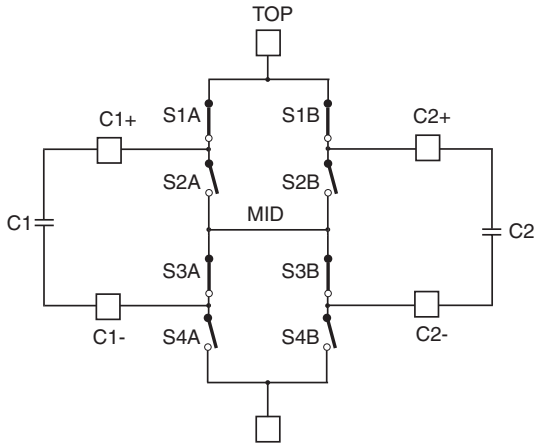 TOP
C1+
S1A
S1B
C2+
S2A
S2B
C1
MID
C2
S3A
S3B
C1-
S4A
S4B
C2-